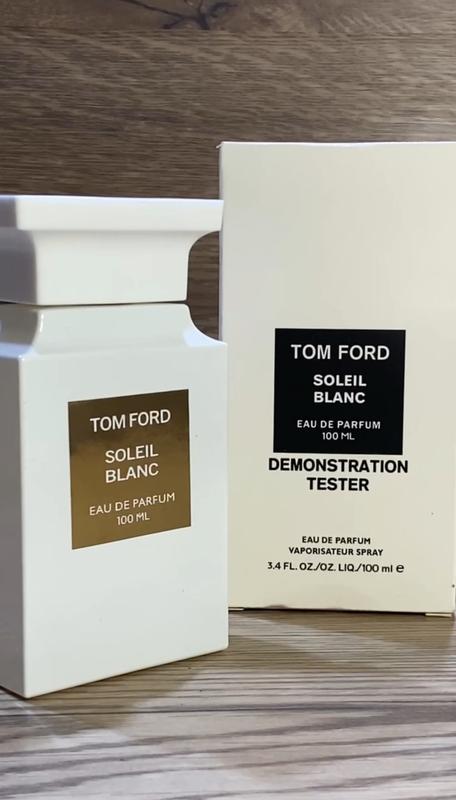 TOM FORD
SOLEIL
BLANC
EAU DE PARFUM
100 ML
TOM FORD
SOLEIL
BLANC
EAU DE PARFUM
100 ML
DEMONSTRATION
TESTER
EAU DE PARFUM
VAPORISATEUR SPRAY
3.4 FL. OZ./OZ. LIQ./100 ml e